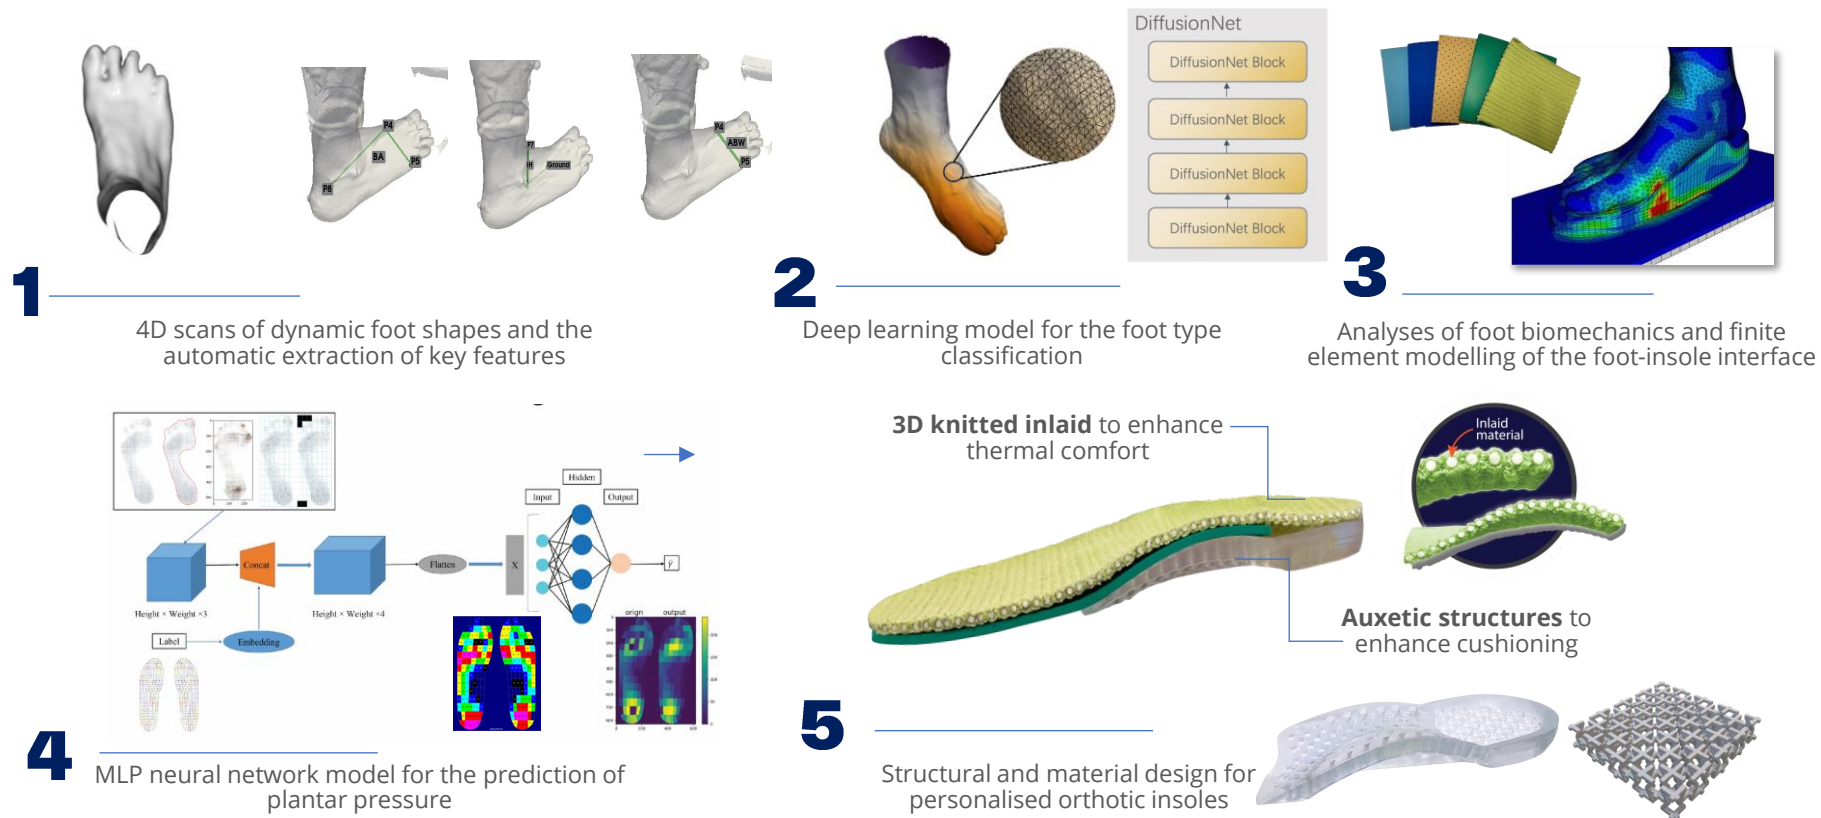 P4
BA
P5
P8
P7
IH
Ground
P4
ABW
P5
1
4D scans of dynamic foot shapes and the
automatic extraction of key features
DiffusionNet
DiffusionNet Block
DiffusionNet Block
DiffusionNet Block
DiffusionNet Block
2
Deep learning model for the foot type
classification
3
Analyses of foot biomechanics and finite
element modelling of the foot-insole interface
Hidden
Input
Output
Concat
Flatten
X
ŷ
Height × Weight ×3
Height × Weight ×4
Label
Embedding
orign
output
4
MLP neural network model for the prediction of
plantar pressure
3D knitted inlaid to enhance
thermal comfort
Inlaid
material
Auxetic structures to
enhance cushioning
5
Structural and material design for
personalised orthotic insoles